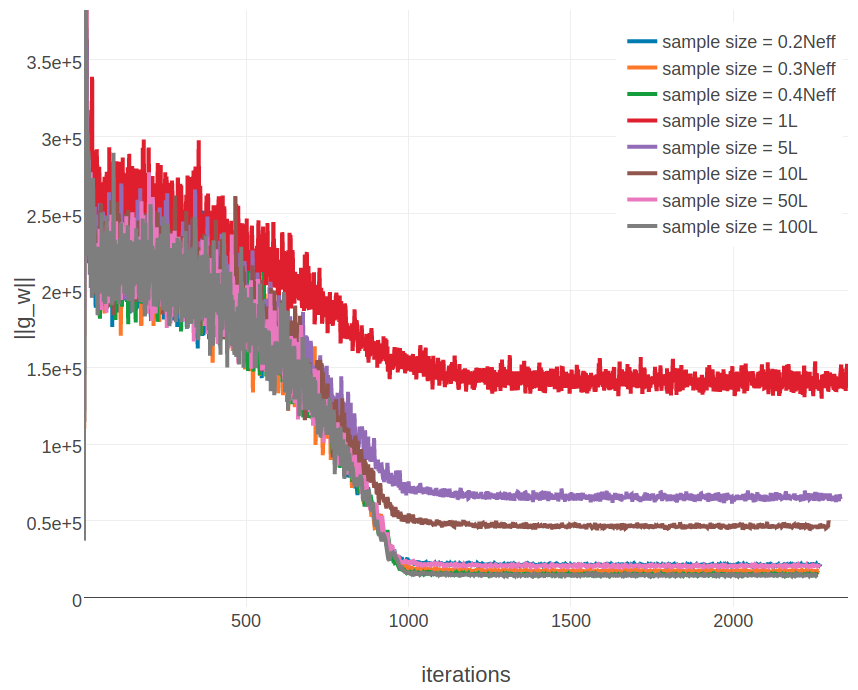 3.5e+5
3e+5
2.5e+5
2e+5
1.5e+5
1e+5
0.5e+5
0
||g_w||
500
1000
1500
2000
iterations
sample size = 0.2Neff
sample size = 0.3Neff
sample size = 0.4Neff
sample size = 1L
sample size = 5L
sample size = 10L
sample size = 50L
sample size = 100L